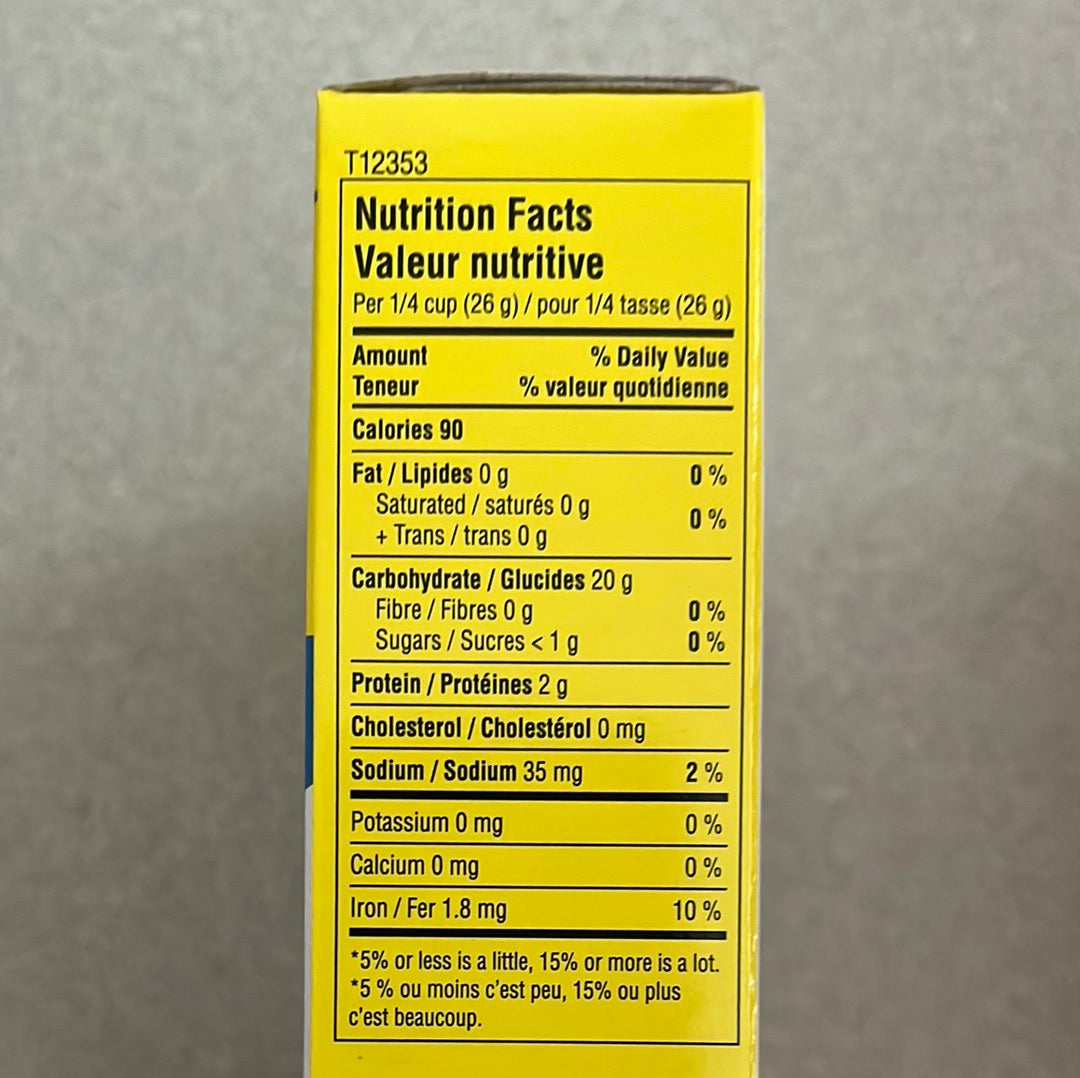 T12353
Nutrition Facts
Valeur nutritive
Per 1/4 cup (26 g) / pour 1/4 tasse (26 g)
Amount % Daily Value
Teneur % valeur quotidienne
Calories 90
Fat / Lipides 0 g 0 %
Saturated / saturés 0 g
+ Trans / trans 0 g 0 %
Carbohydrate / Glucides 20 g
Fibre / Fibres 0 g 0 %
Sugars / Sucres < 1 g 0 %
Protein / Protéines 2 g
Cholesterol / Cholestérol 0 mg
Sodium / Sodium 35 mg 2 %
Potassium 0 mg 0 %
Calcium 0 mg 0 %
Iron / Fer 1.8 mg 10 %
*5% or less is a little, 15% or more is a lot.
*5 % ou moins c'est peu, 15% ou plus
c'est beaucoup.